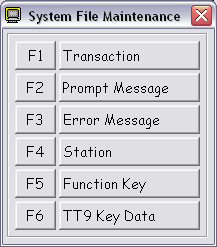 System File Maintenance
F1 Transaction
F2 Prompt Message
F3 Error Message
F4 Station
F5 Function Key
F6 TT9 Key Data